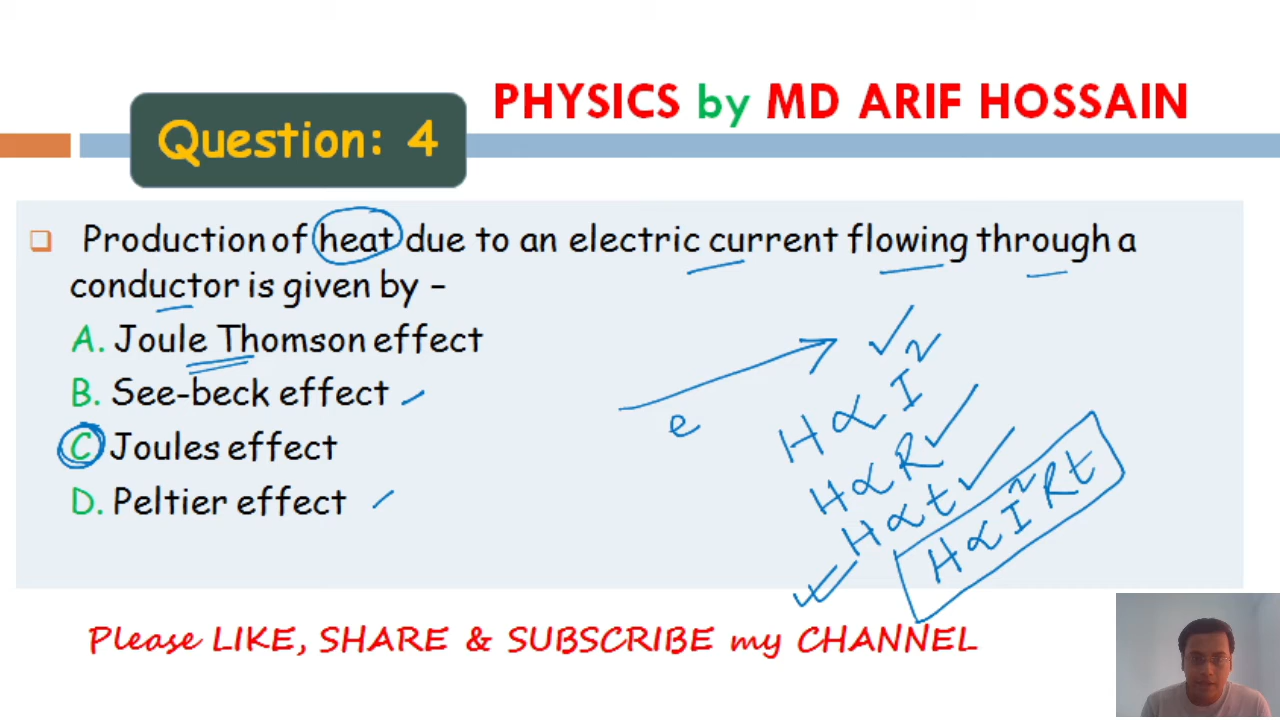 PHYSICS by MD ARIF HOSSAIN
Question: 4
Production of heat due to an electric current flowing through a
conductor is given by –
A. Joule Thomson effect
B. See-beck effect
C Joules effect
D. Peltier effect
e
H ∝ I²
H ∝ R
H ∝ t
H ∝ I² R t
Please LIKE, SHARE & SUBSCRIBE my CHANNEL